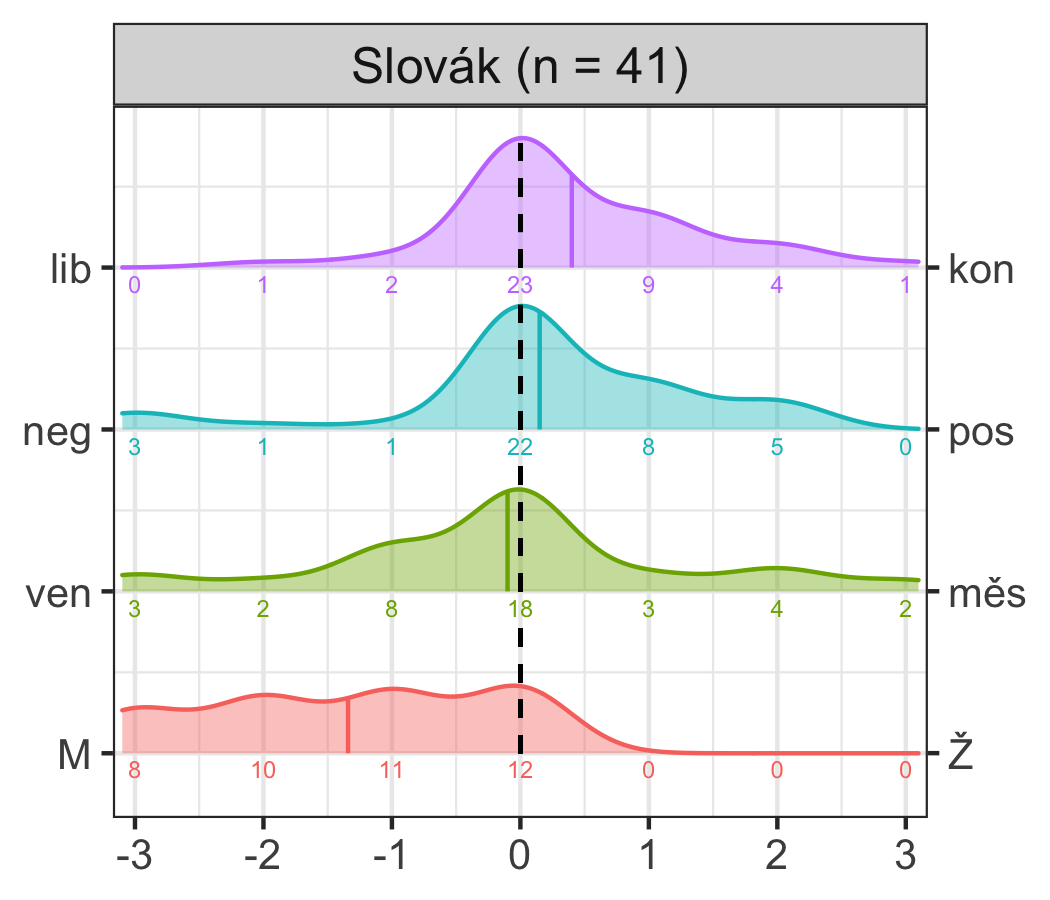 Slovák (n = 41)
lib kon
0 1 2 23 9 4 1
neg pos
3 1 1 22 8 5 0
ven měs
3 2 8 18 3 4 2
M Ž
8 10 11 12 0 0 0
-3 -2 -1 0 1 2 3